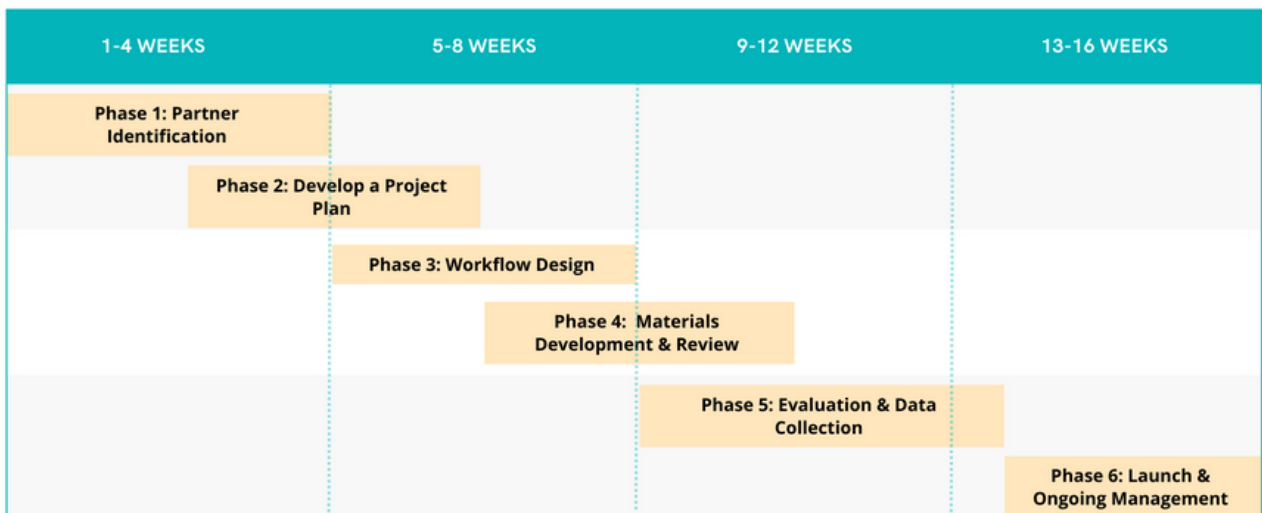 1-4 WEEKS
5-8 WEEKS
9-12 WEEKS
13-16 WEEKS
Phase 1: Partner
Identification
Phase 2: Develop a Project
Plan
Phase 3: Workflow Design
Phase 4: Materials
Development & Review
Phase 5: Evaluation & Data
Collection
Phase 6: Launch &
Ongoing Management